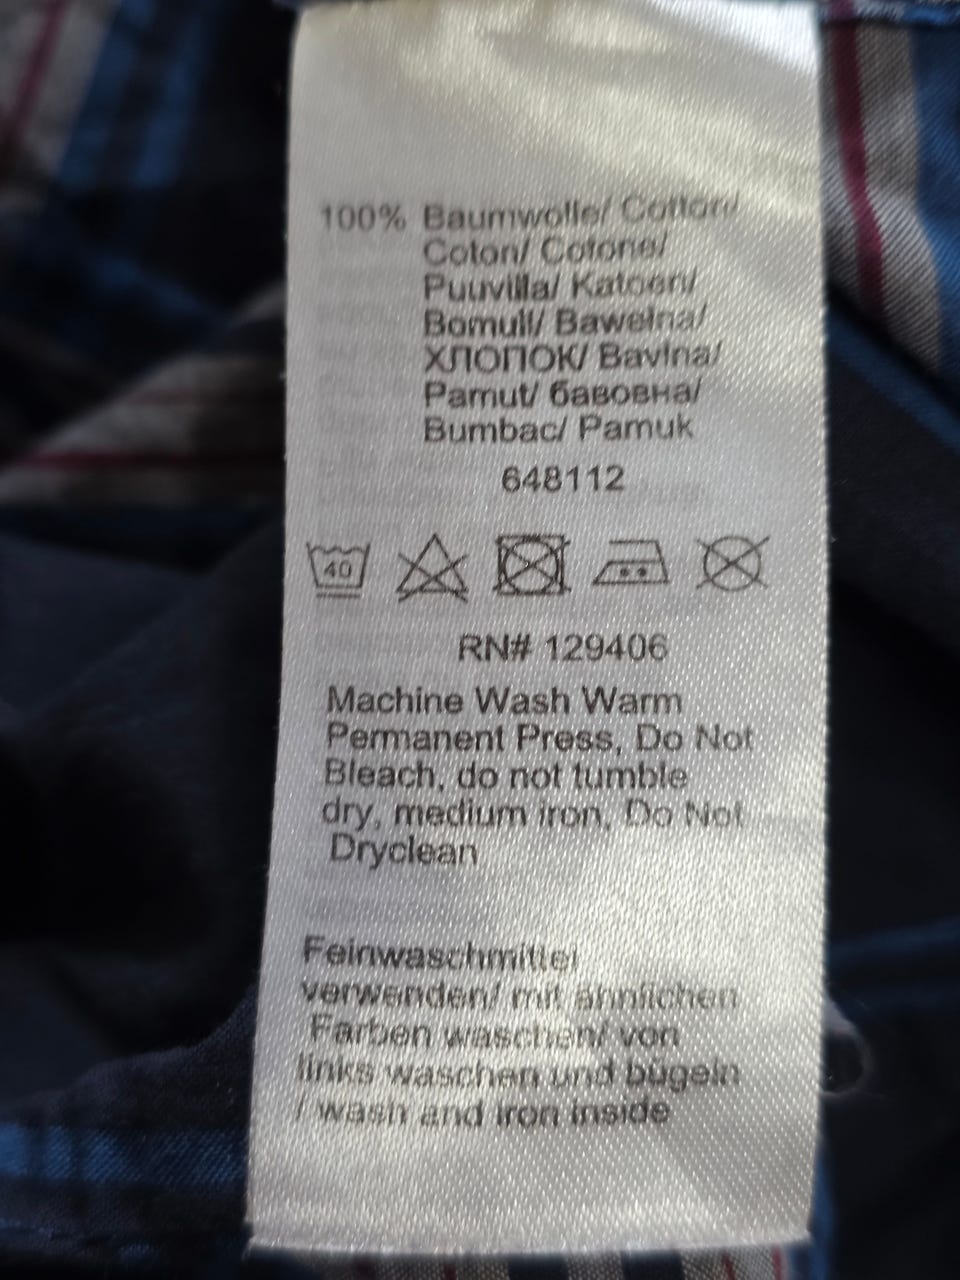 100% Baumwolle/ Cotton/
Coton/ Cotone/
Puuvilla/ Katoen/
Bomull/ Bawełna/
ХЛОПОК/ Bavlna/
Pamut/ бавовна/
Bumbac/ Pamuk
648112
40
RN# 129406
Machine Wash Warm
Permanent Press, Do Not
Bleach, do not tumble
dry, medium iron, Do Not
Dryclean
Feinwaschmittel
verwenden/ mit ähnlichen
Farben waschen/ von
links waschen und bügeln
/ wash and iron inside